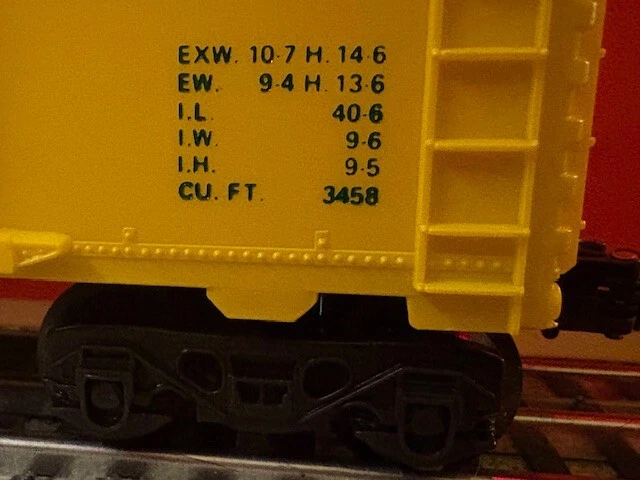 EXW. 10-7 H. 14-6
EW. 9-4 H. 13-6
I.L. 40-6
I.W. 9-6
I.H. 9-5
CU. FT. 3458